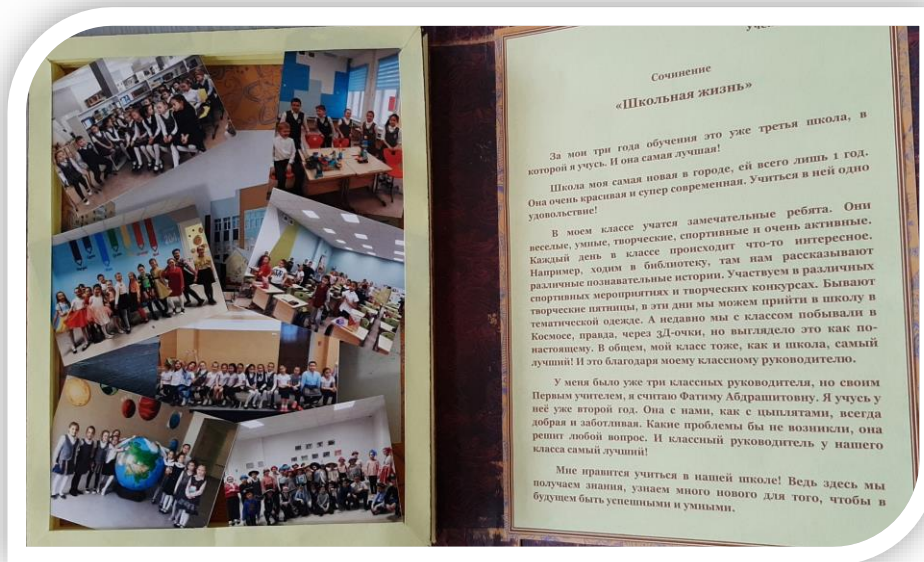 Сочинение
«Школьная жизнь»
За мои три года обучения это уже третья школа, в
которой я учусь. И она самая лучшая!
Школа моя самая новая в городе, ей всего лишь 1 год.
Она очень красивая и супер современная. Учиться в ней одно
удовольствие!
В моем классе учатся замечательные ребята. Они
веселые, умные, творческие, спортивные и очень активные.
Каждый день в классе происходит что-то интересное.
Например, ходим в библиотеку, там нам рассказывают
различные познавательные истории. Участвуем в различных
спортивных мероприятиях и творческих конкурсах. Бывают
творческие пятницы, в эти дни мы можем прийти в школу в
тематической одежде. А недавно мы с классом побывали в
Космосе, правда, через 3Д-очки, но выглядело это как по-
настоящему. В общем, мой класс тоже, как и школа, самый
лучший! И это благодаря моему классному руководителю.
У меня было уже три классных руководителя, но своим
Первым учителем, я считаю Фатиму Абдрашитовну. Я учусь у
неё уже второй год. Она с нами, как с цыплятами, всегда
добрая и заботливая. Какие проблемы бы не возникли, она
решит любой вопрос. И классный руководитель у нашего
класса самый лучший!
Мне нравится учиться в нашей школе! Ведь здесь мы
получаем знания, узнаем много нового для того, чтобы в
будущем быть успешными и умными.